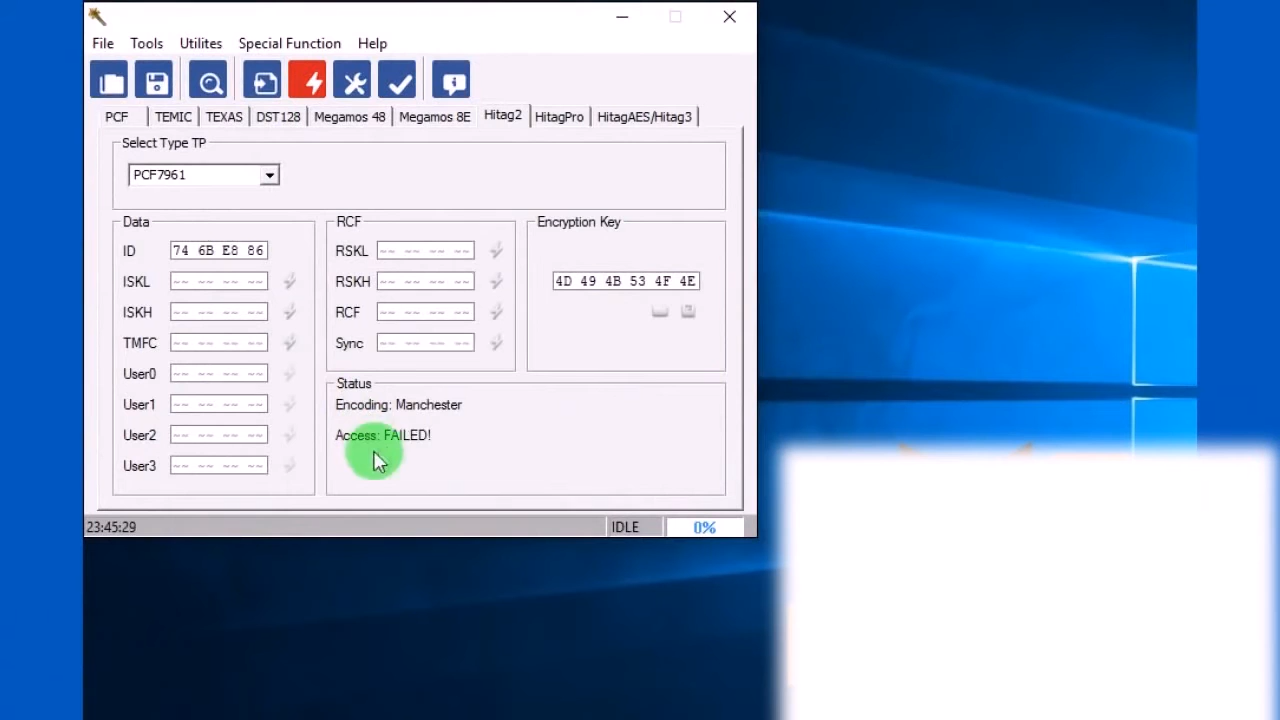 File Tools Utilites Special Function Help
PCF TEMIC TEXAS DST128 Megamos 48 Megamos 8E Hitag2 HitagPro HitagAES/Hitag3
Select Type TP
PCF7961
Data
ID 74 6B E8 86
ISKL ~~ ~~ ~~ ~~
ISKH ~~ ~~ ~~ ~~
TMFC ~~ ~~ ~~ ~~
User0 ~~ ~~ ~~ ~~
User1 ~~ ~~ ~~ ~~
User2 ~~ ~~ ~~ ~~
User3 ~~ ~~ ~~ ~~
RCF
RSKL ~~ ~~ ~~ ~~
RSKH ~~ ~~ ~~ ~~
RCF ~~ ~~ ~~ ~~
Sync ~~ ~~ ~~ ~~
Encryption Key
4D 49 4B 53 4F 4E
Status
Encoding: Manchester
Access: FAILED!
23:45:29 IDLE 0%